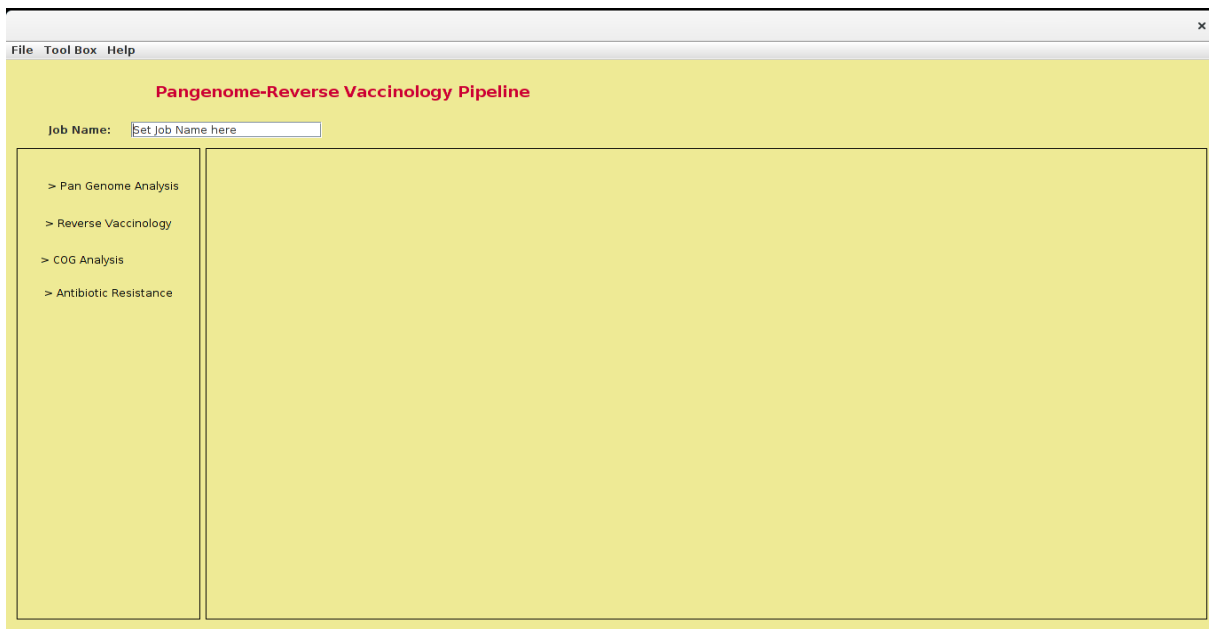 ×
File Tool Box Help
Pangenome-Reverse Vaccinology Pipeline
Job Name: Set Job Name here
> Pan Genome Analysis
> Reverse Vaccinology
> COG Analysis
> Antibiotic Resistance